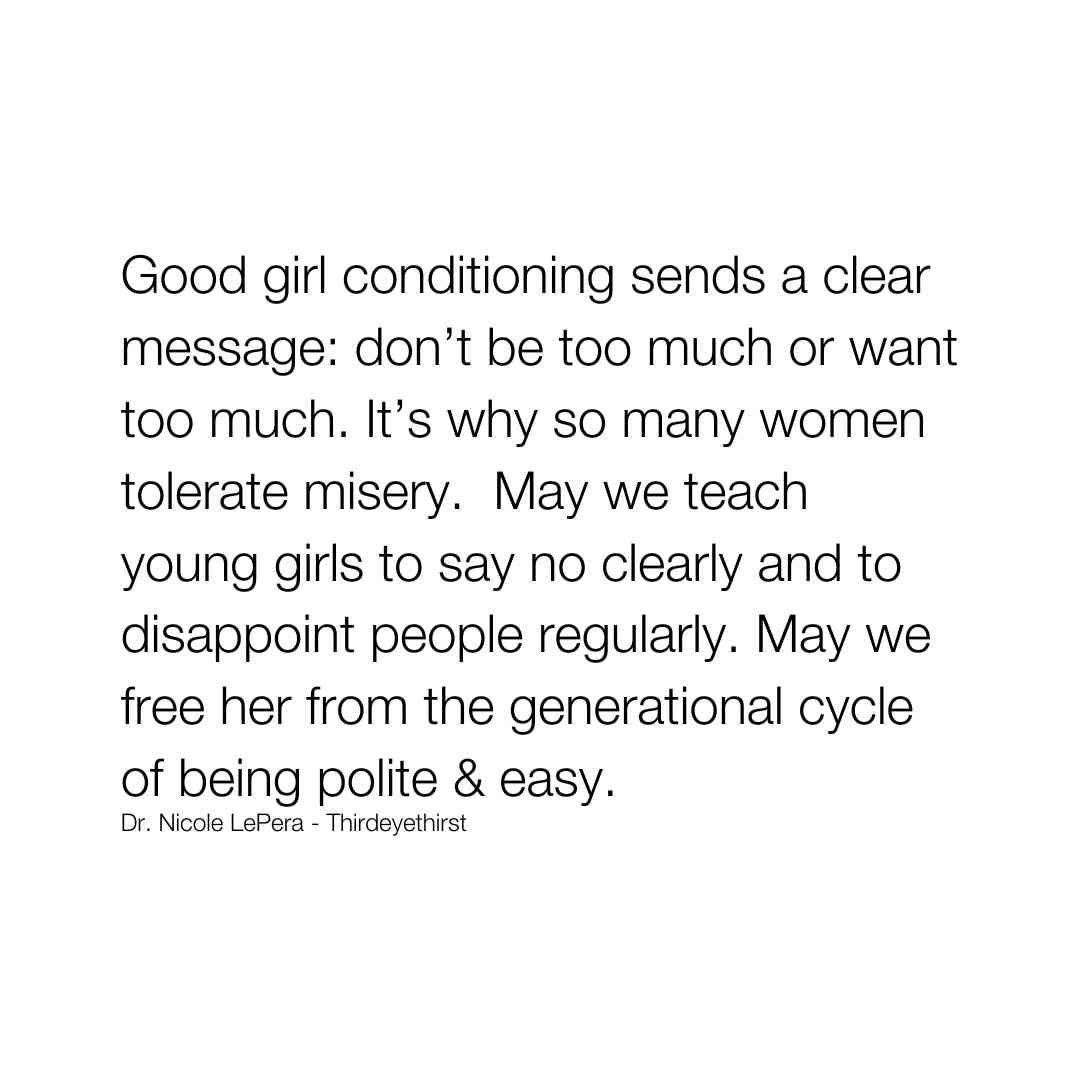 Good girl conditioning sends a clear
message: don’t be too much or want
too much. It’s why so many women
tolerate misery.  May we teach
young girls to say no clearly and to
disappoint people regularly. May we
free her from the generational cycle
of being polite & easy.
Dr. Nicole LePera - Thirdeyethirst